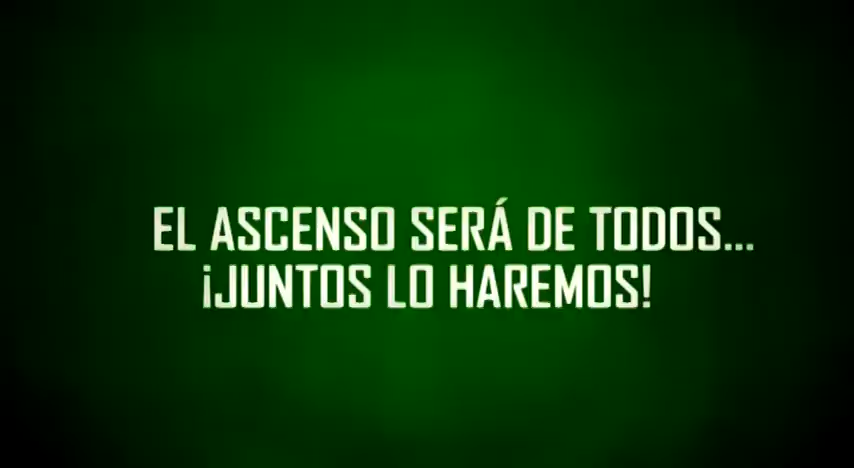 EL ASCENSO SERÁ DE TODOS...
¡JUNTOS LO HAREMOS!